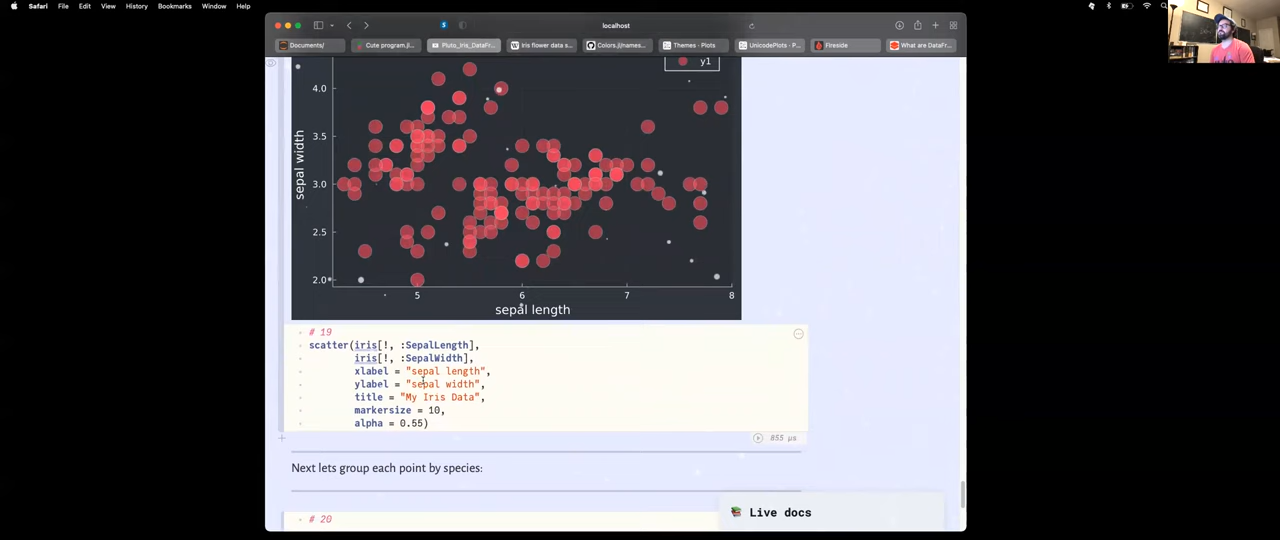 Safari File Edit View History Bookmarks Window Help
localhost
Documents/ Cute program.jl... Pluto_Iris_DataFr... iris flower data s... Colors.jl/names... Themes · Plots UnicodePlots · P... Fireside What are DataFr...
y1
4.0
3.5
3.0
2.5
2.0
sepal width
5 6 7 8
sepal length
# 19
scatter(iris[!, :SepalLength],
iris[!, :SepalWidth],
xlabel = "sepal length",
ylabel = "sepal width",
title = "My Iris Data",
markersize = 10,
alpha = 0.55)
855 μs
Next lets group each point by species:
# 20
Live docs